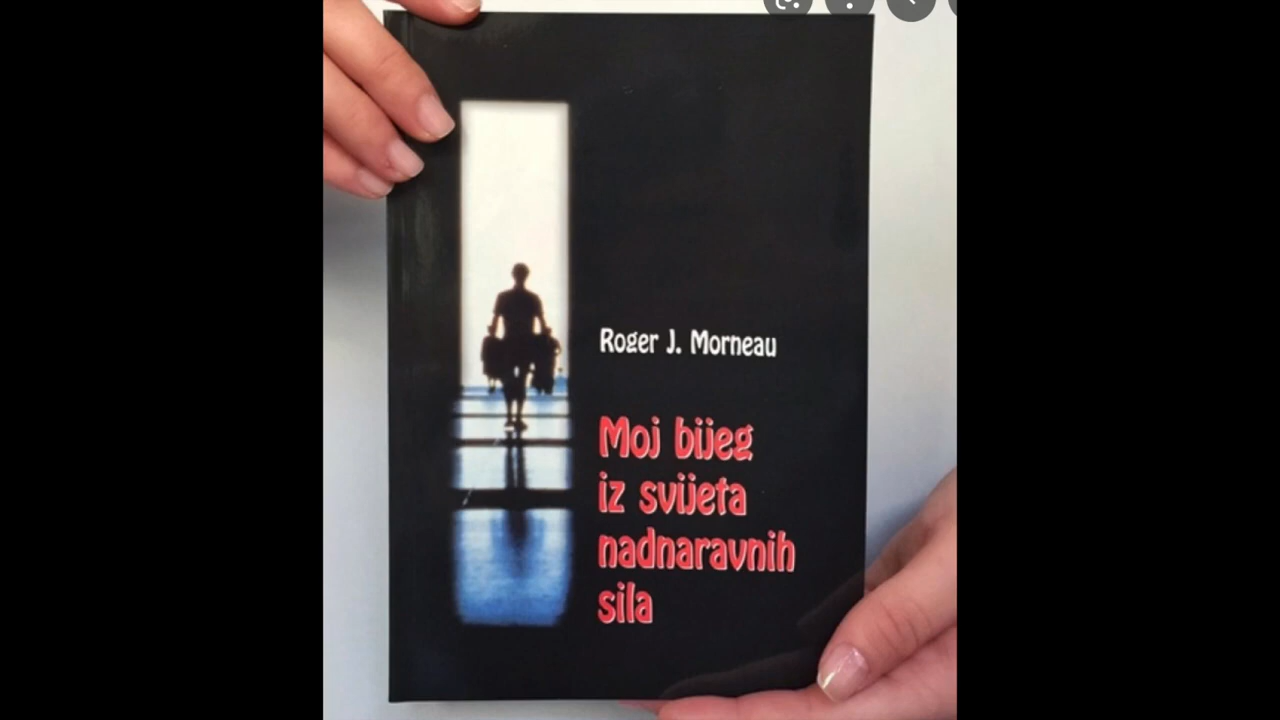 Roger J. Morneau
Moj bijeg
iz svijeta
nadnaravnih
sila